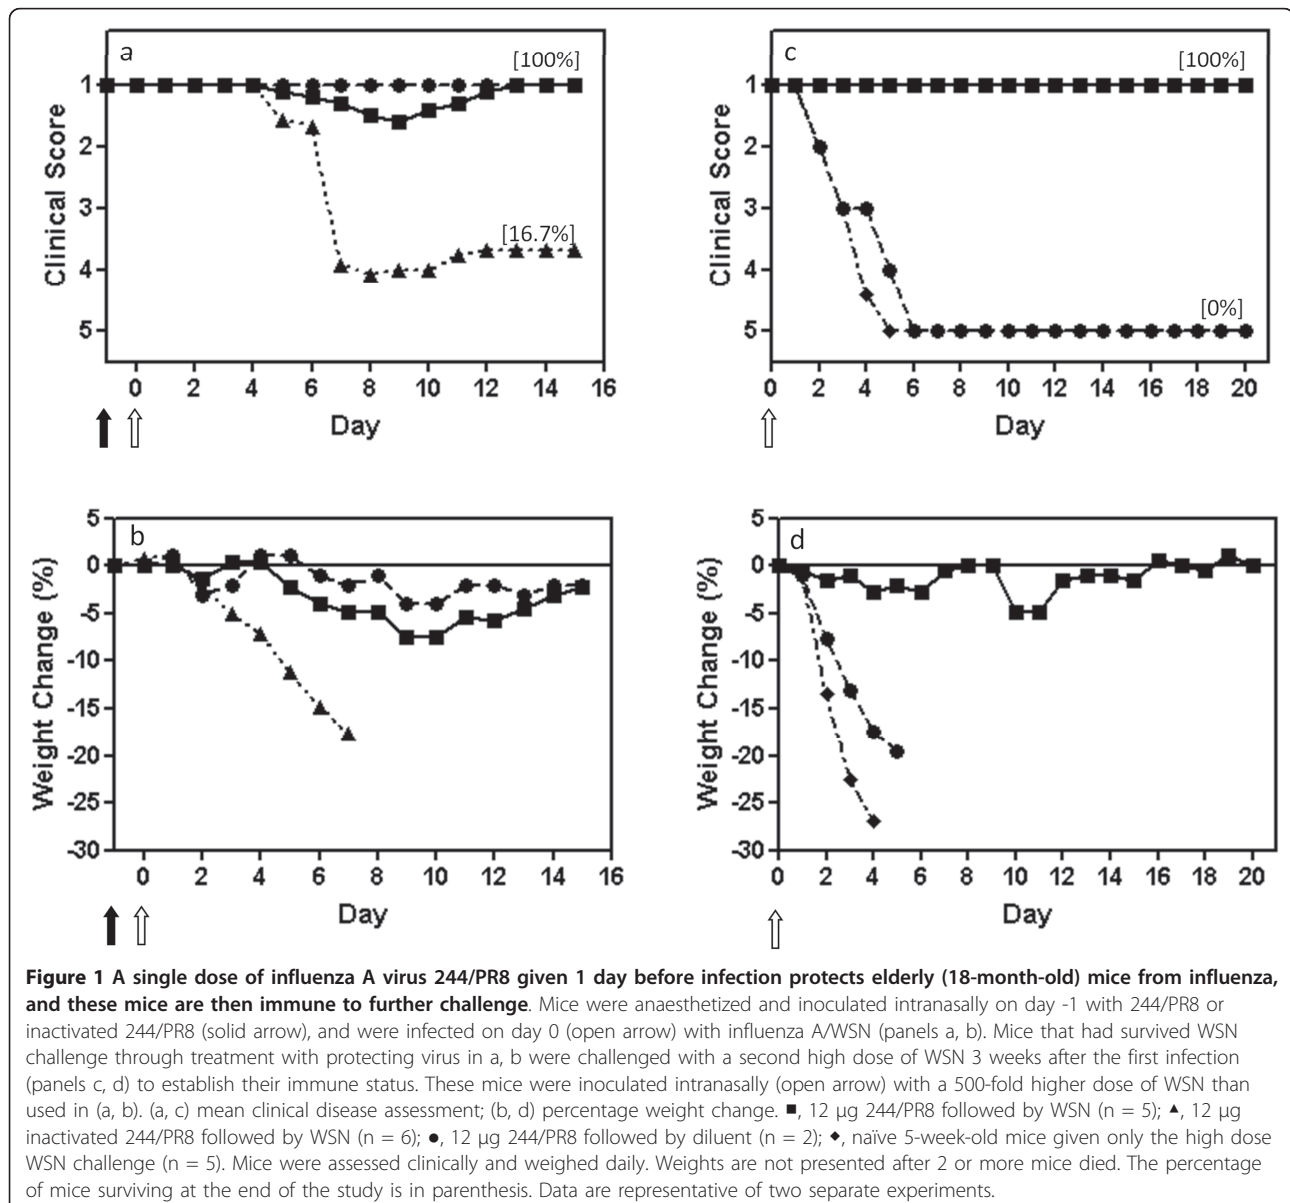 a
[100%]
1
2
3
4
5
Clinical Score
[16.7%]
0 2 4 6 8 10 12 14 16
Day
c
[100%]
1
2
3
4
5
Clinical Score
[0%]
0 2 4 6 8 10 12 14 16 18 20
Day
b
5
0
-5
-10
-15
-20
-25
-30
Weight Change (%)
0 2 4 6 8 10 12 14 16
Day
d
5
0
-5
-10
-15
-20
-25
-30
Weight Change (%)
0 2 4 6 8 10 12 14 16 18 20
Day
Figure 1 A single dose of influenza A virus 244/PR8 given 1 day before infection protects elderly (18-month-old) mice from influenza,
and these mice are then immune to further challenge. Mice were anaesthetized and inoculated intranasally on day -1 with 244/PR8 or
inactivated 244/PR8 (solid arrow), and were infected on day 0 (open arrow) with influenza A/WSN (panels a, b). Mice that had survived WSN
challenge through treatment with protecting virus in a, b were challenged with a second high dose of WSN 3 weeks after the first infection
(panels c, d) to establish their immune status. These mice were inoculated intranasally (open arrow) with a 500-fold higher dose of WSN than
used in (a, b). (a, c) mean clinical disease assessment; (b, d) percentage weight change. ■, 12 μg 244/PR8 followed by WSN (n = 5); ▲, 12 μg
inactivated 244/PR8 followed by WSN (n = 6); ●, 12 μg 244/PR8 followed by diluent (n = 2); ◆, naïve 5-week-old mice given only the high dose
WSN challenge (n = 5). Mice were assessed clinically and weighed daily. Weights are not presented after 2 or more mice died. The percentage
of mice surviving at the end of the study is in parenthesis. Data are representative of two separate experiments.